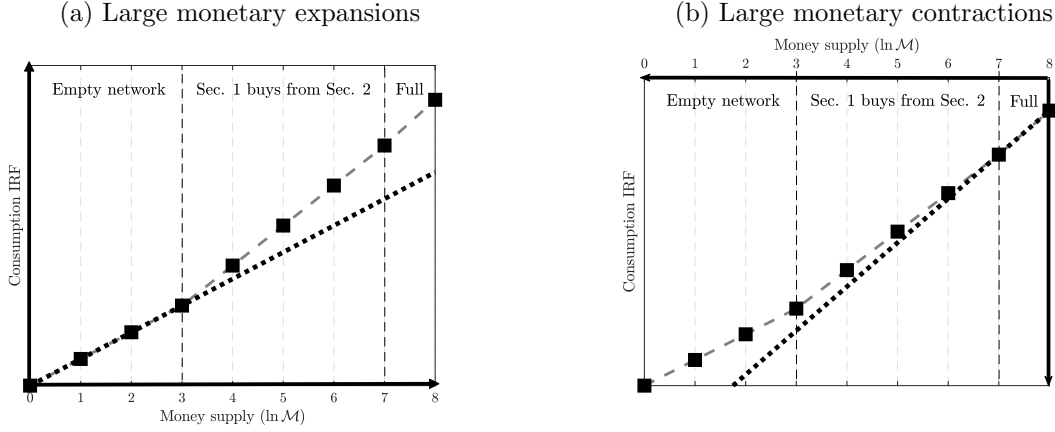 (a) Large monetary expansions
Empty network
Sec. 1 buys from Sec. 2
Full
Consumption IRF
0 1 2 3 4 5 6 7 8
Money supply (ln M)
(b) Large monetary contractions
Money supply (ln M)
0 1 2 3 4 5 6 7 8
Empty network
Sec. 1 buys from Sec. 2
Full
Consumption IRF